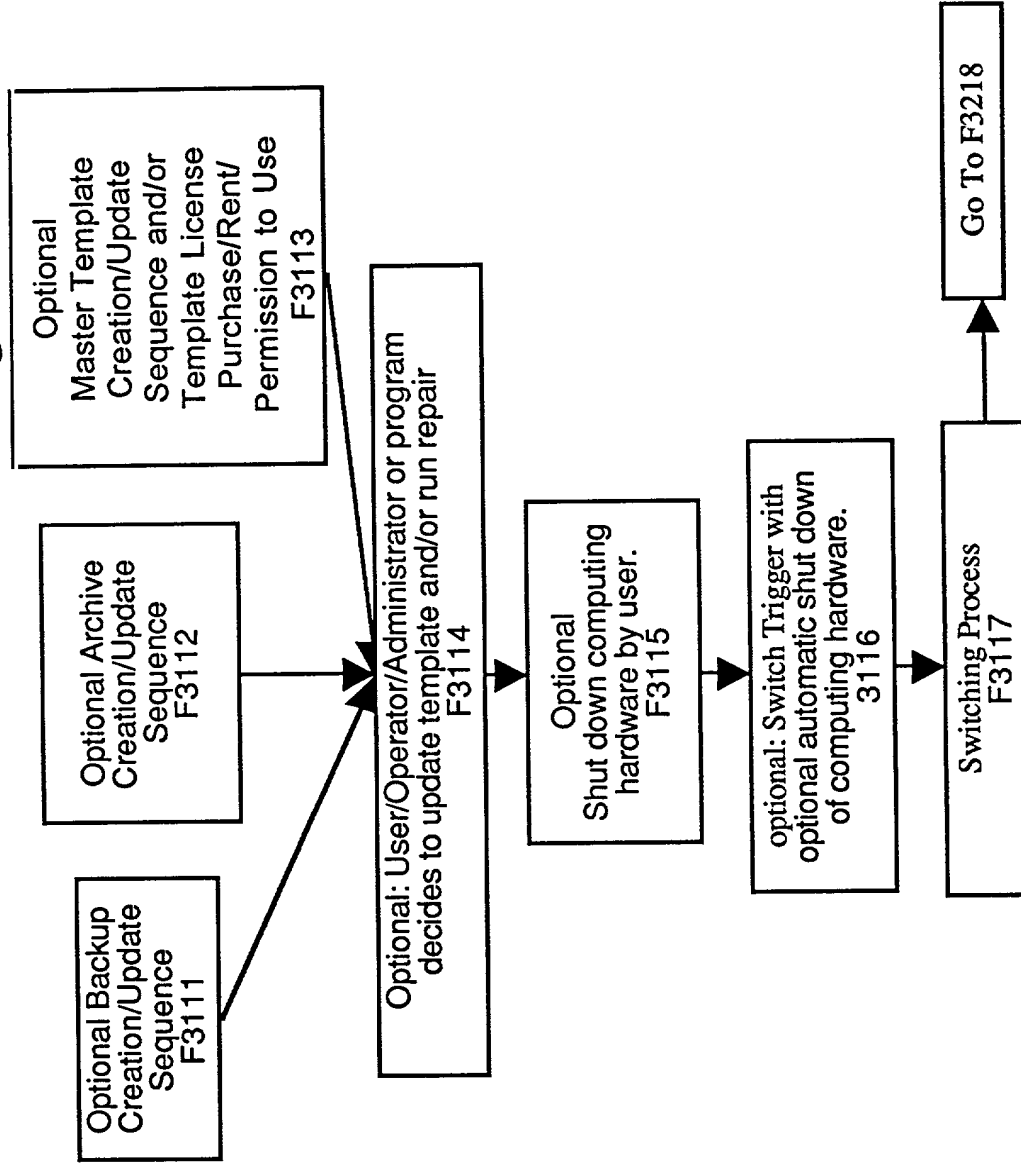 Optional Backup
Creation/Update
Sequence
F3111
Optional Archive
Creation/Update
Sequence
F3112
Optional
Master Template
Creation/Update
Sequence and/or
Template License
Purchase/Rent/
Permission to Use
F3113
Optional: User/Operator/Administrator or program
decides to update template and/or run repair
F3114
Optional
Shut down computing
hardware by user.
F3115
optional: Switch Trigger with
optional automatic shut down
of computing hardware.
3116
Switching Process
F3117
Go To F3218